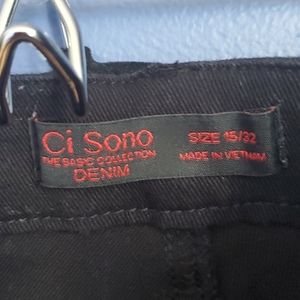 Ci Sono
THE BASIC COLLECTION
DENIM
SIZE 15/32
MADE IN VIETNAM